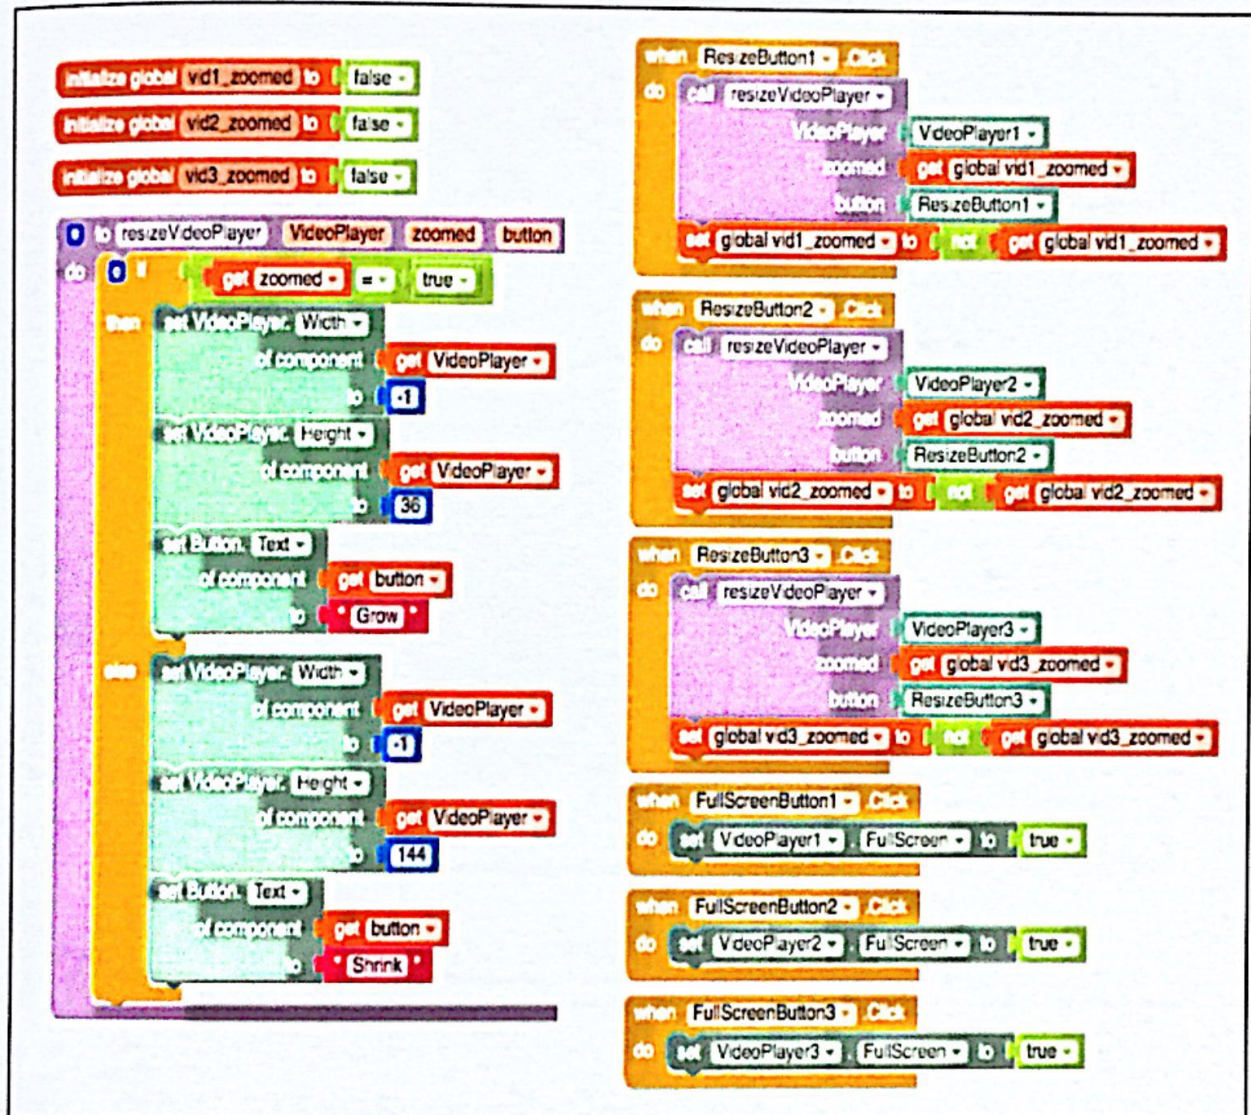 initialize global vid1_zoomed to false
initialize global vid2_zoomed to false
initialize global vid3_zoomed to false
to resizeVideoPlayer VideoPlayer zoomed button
do if get zoomed = true
then set VideoPlayer. Width
of component get VideoPlayer
to -1
set VideoPlayer. Height
of component get VideoPlayer
to 36
set Button. Text
of component get button
to " Grow "
else set VideoPlayer. Width
of component get VideoPlayer
to -1
set VideoPlayer. Height
of component get VideoPlayer
to 144
set Button. Text
of component get button
to " Shrink "
when ResizeButton1 .Click
do call resizeVideoPlayer
VideoPlayer VideoPlayer1
zoomed get global vid1_zoomed
button ResizeButton1
set global vid1_zoomed to not get global vid1_zoomed
when ResizeButton2 .Click
do call resizeVideoPlayer
VideoPlayer VideoPlayer2
zoomed get global vid2_zoomed
button ResizeButton2
set global vid2_zoomed to not get global vid2_zoomed
when ResizeButton3 .Click
do call resizeVideoPlayer
VideoPlayer VideoPlayer3
zoomed get global vid3_zoomed
button ResizeButton3
set global vid3_zoomed to not get global vid3_zoomed
when FullScreenButton1 .Click
do set VideoPlayer1 . FullScreen to true
when FullScreenButton2 .Click
do set VideoPlayer2 . FullScreen to true
when FullScreenButton3 .Click
do set VideoPlayer3 . FullScreen to true